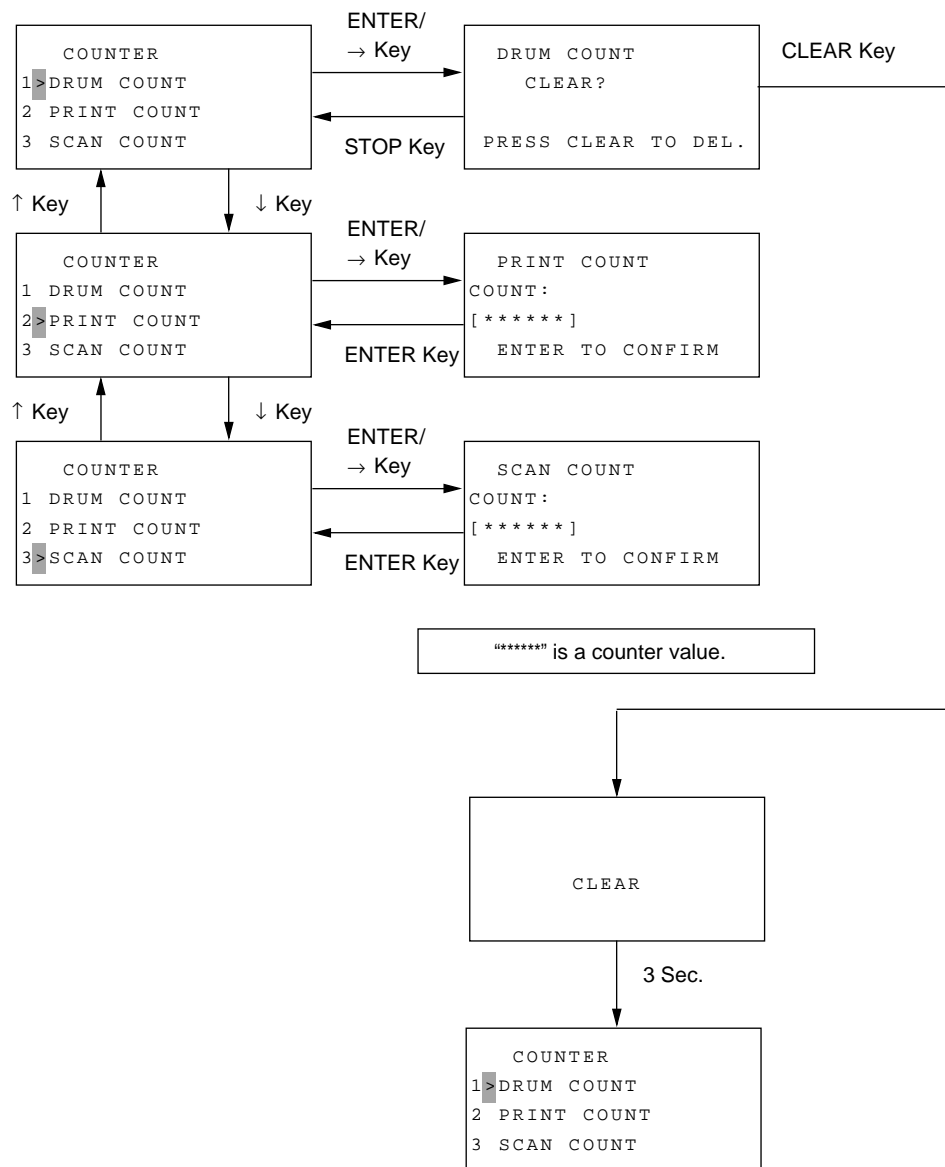 COUNTER
1>DRUM COUNT
2 PRINT COUNT
3 SCAN COUNT
ENTER/
→ Key
STOP Key
DRUM COUNT
CLEAR?
PRESS CLEAR TO DEL.
CLEAR Key
↑ Key
↓ Key
COUNTER
1 DRUM COUNT
2>PRINT COUNT
3 SCAN COUNT
ENTER/
→ Key
ENTER Key
PRINT COUNT
COUNT:
[******]
ENTER TO CONFIRM
↑ Key
↓ Key
COUNTER
1 DRUM COUNT
2 PRINT COUNT
3>SCAN COUNT
ENTER/
→ Key
ENTER Key
SCAN COUNT
COUNT:
[******]
ENTER TO CONFIRM
“******” is a counter value.
CLEAR
3 Sec.
COUNTER
1>DRUM COUNT
2 PRINT COUNT
3 SCAN COUNT